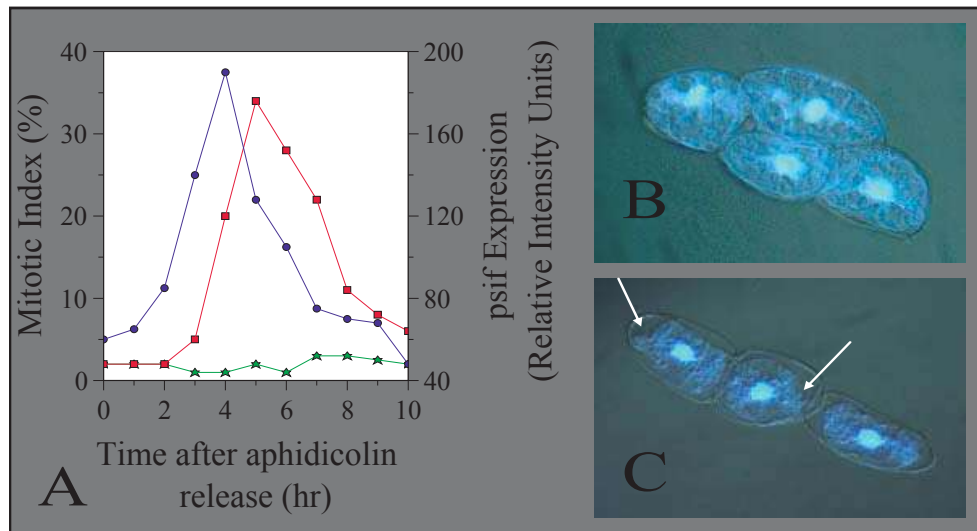 40
30
20
10
0
Mitotic Index (%)
200
160
120
80
40
psif Expression
(Relative Intensity Units)
0 2 4 6 8 10
Time after aphidicolin
release (hr)
A
B
C